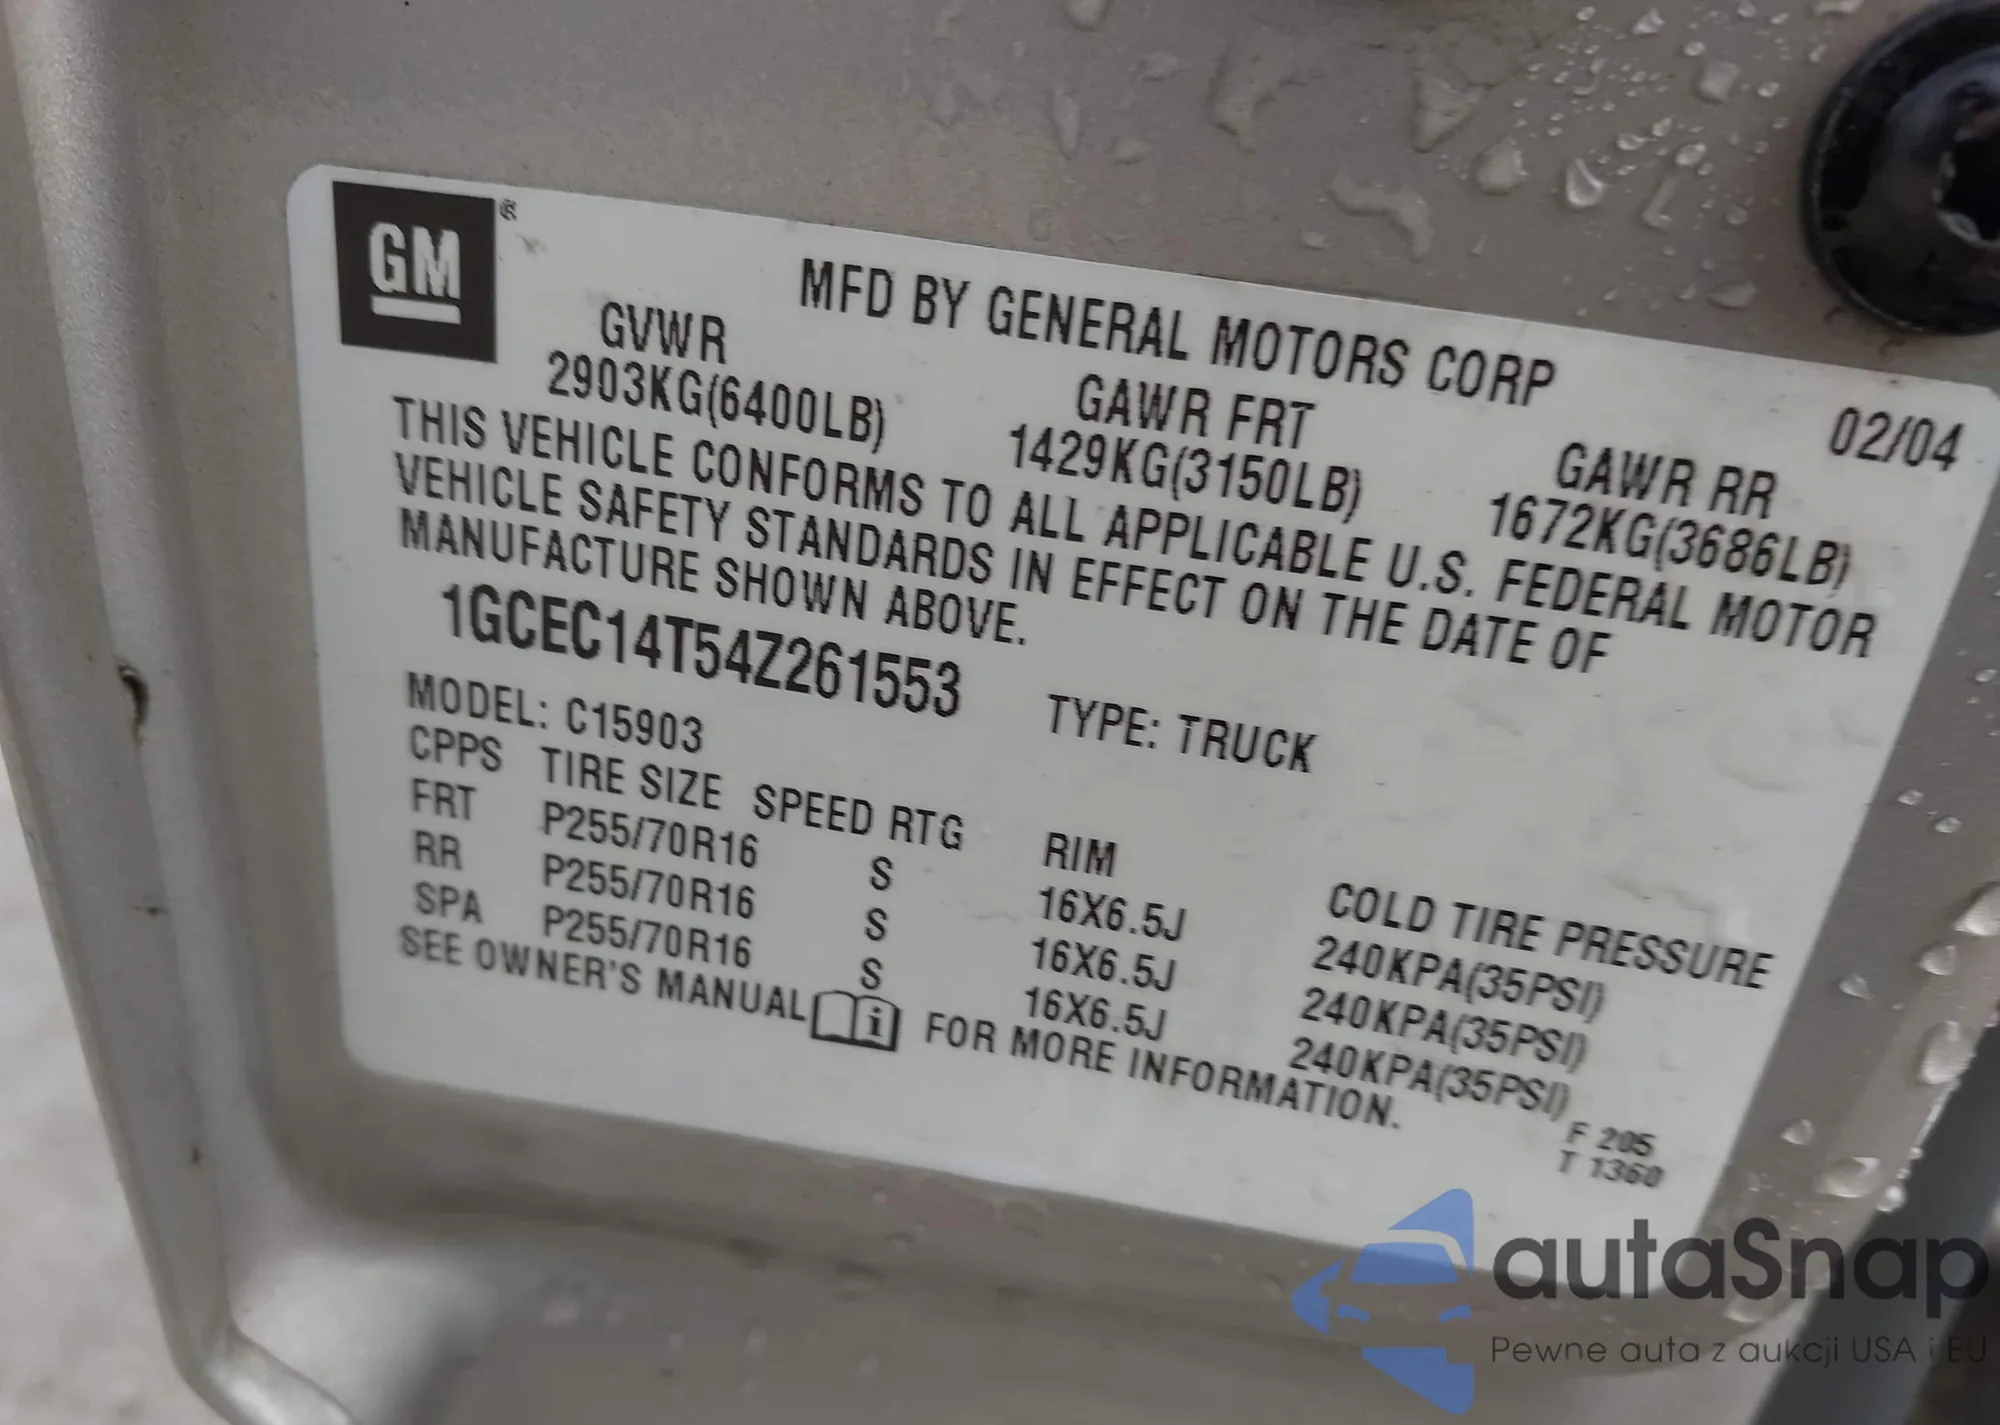 GM®
MFD BY GENERAL MOTORS CORP
02/04
GVWR GAWR FRT GAWR RR
2903KG(6400LB) 1429KG(3150LB) 1672KG(3686LB)
THIS VEHICLE CONFORMS TO ALL APPLICABLE U.S. FEDERAL MOTOR
VEHICLE SAFETY STANDARDS IN EFFECT ON THE DATE OF
MANUFACTURE SHOWN ABOVE.
1GCEC14T54Z261553 TYPE: TRUCK
MODEL: C15903
CPPS TIRE SIZE SPEED RTG RIM COLD TIRE PRESSURE
FRT P255/70R16 S 16X6.5J 240KPA(35PSI)
RR P255/70R16 S 16X6.5J 240KPA(35PSI)
SPA P255/70R16 S 16X6.5J 240KPA(35PSI)
SEE OWNER'S MANUAL i FOR MORE INFORMATION.
F 205
T 1360
autaSnap
Pewne auta z aukcji USA i EU